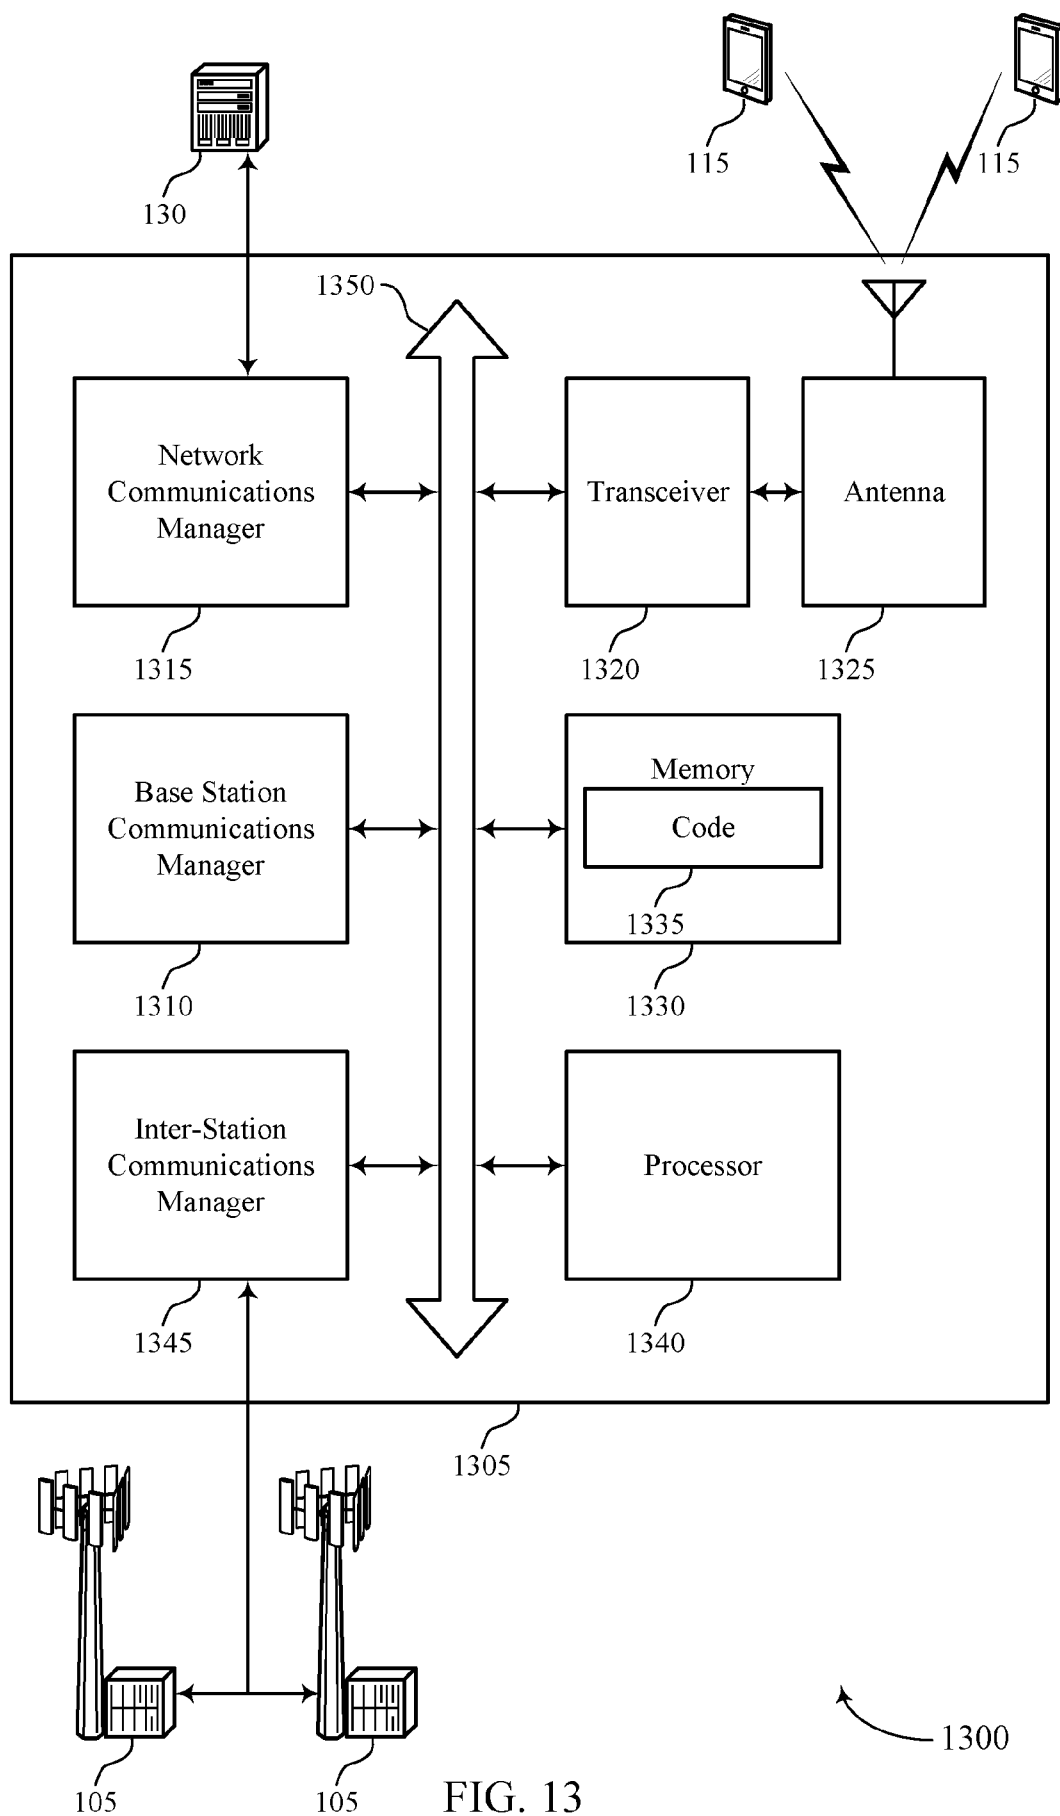 115
115
130
1350
Network
Communications
Manager
Transceiver
Antenna
1315
1320
1325
Base Station
Communications
Manager
Memory
Code
1335
1310
1330
Inter-Station
Communications
Manager
Processor
1345
1340
1305
1300
105
105
FIG. 13